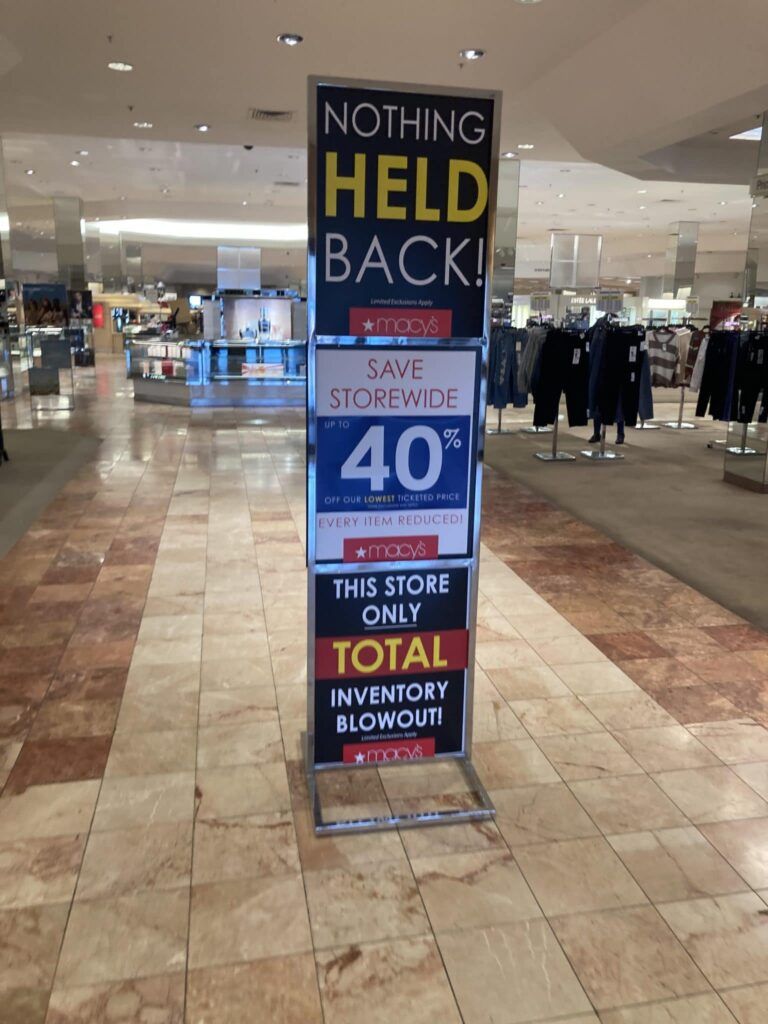 NOTHING
HELD
BACK!
Limited Exclusions Apply
★macy's
SAVE
STOREWIDE
UP TO
40%
OFF OUR LOWEST TICKETED PRICE
EVERY ITEM REDUCED!
★macy's
THIS STORE
ONLY
TOTAL
INVENTORY
BLOWOUT!
Limited Exclusions Apply
★macy's